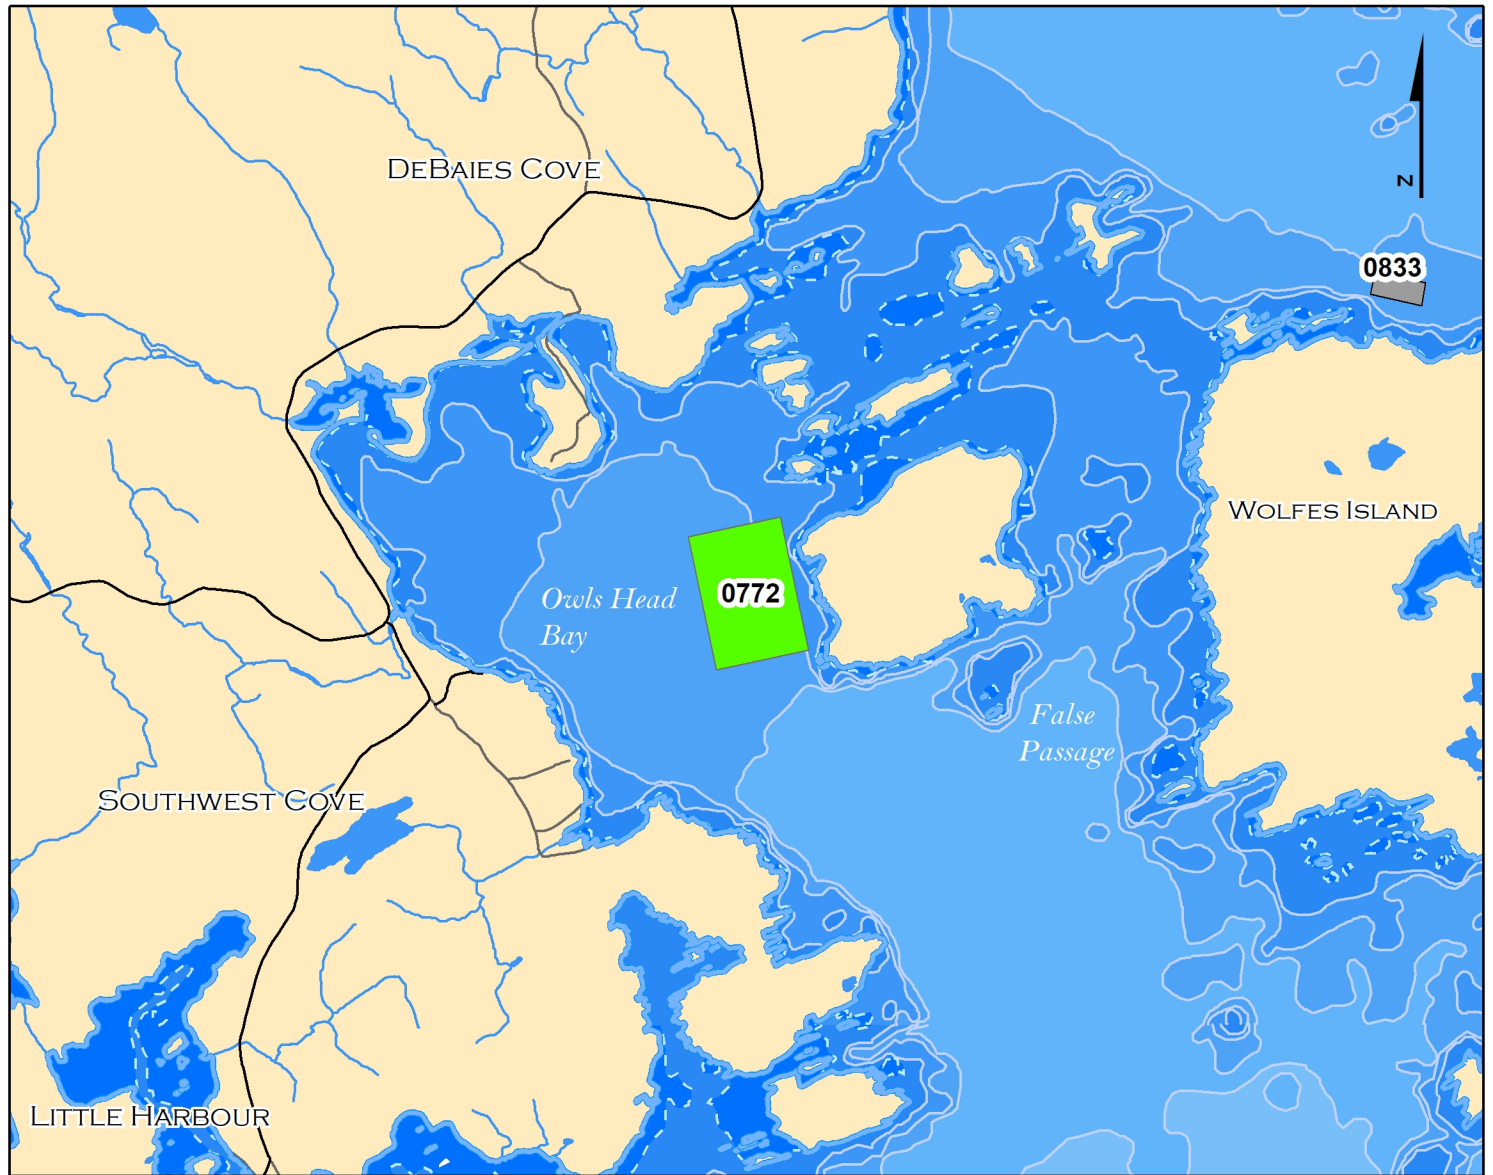 DeBaies Cove
N
0833
Wolfes Island
0772
Owls Head
Bay
False
Passage
Southwest Cove
Little Harbour